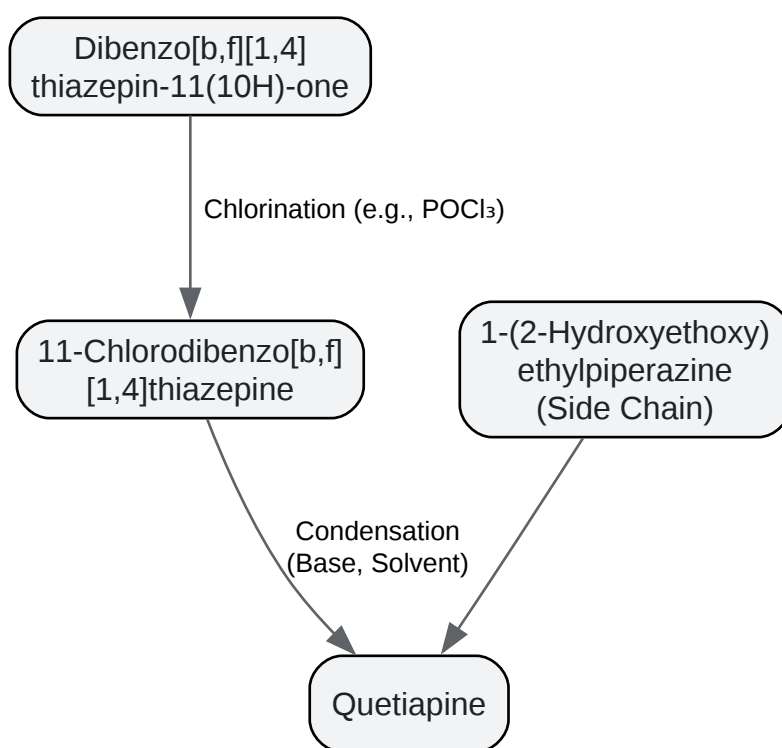 Dibenzo[b,f][1,4]
thiazepin-11(10H)-one
Chlorination (e.g., POCl₃)
11-Chlorodibenzo[b,f]
[1,4]thiazepine
1-(2-Hydroxyethoxy)
ethylpiperazine
(Side Chain)
Condensation
(Base, Solvent)
Quetiapine